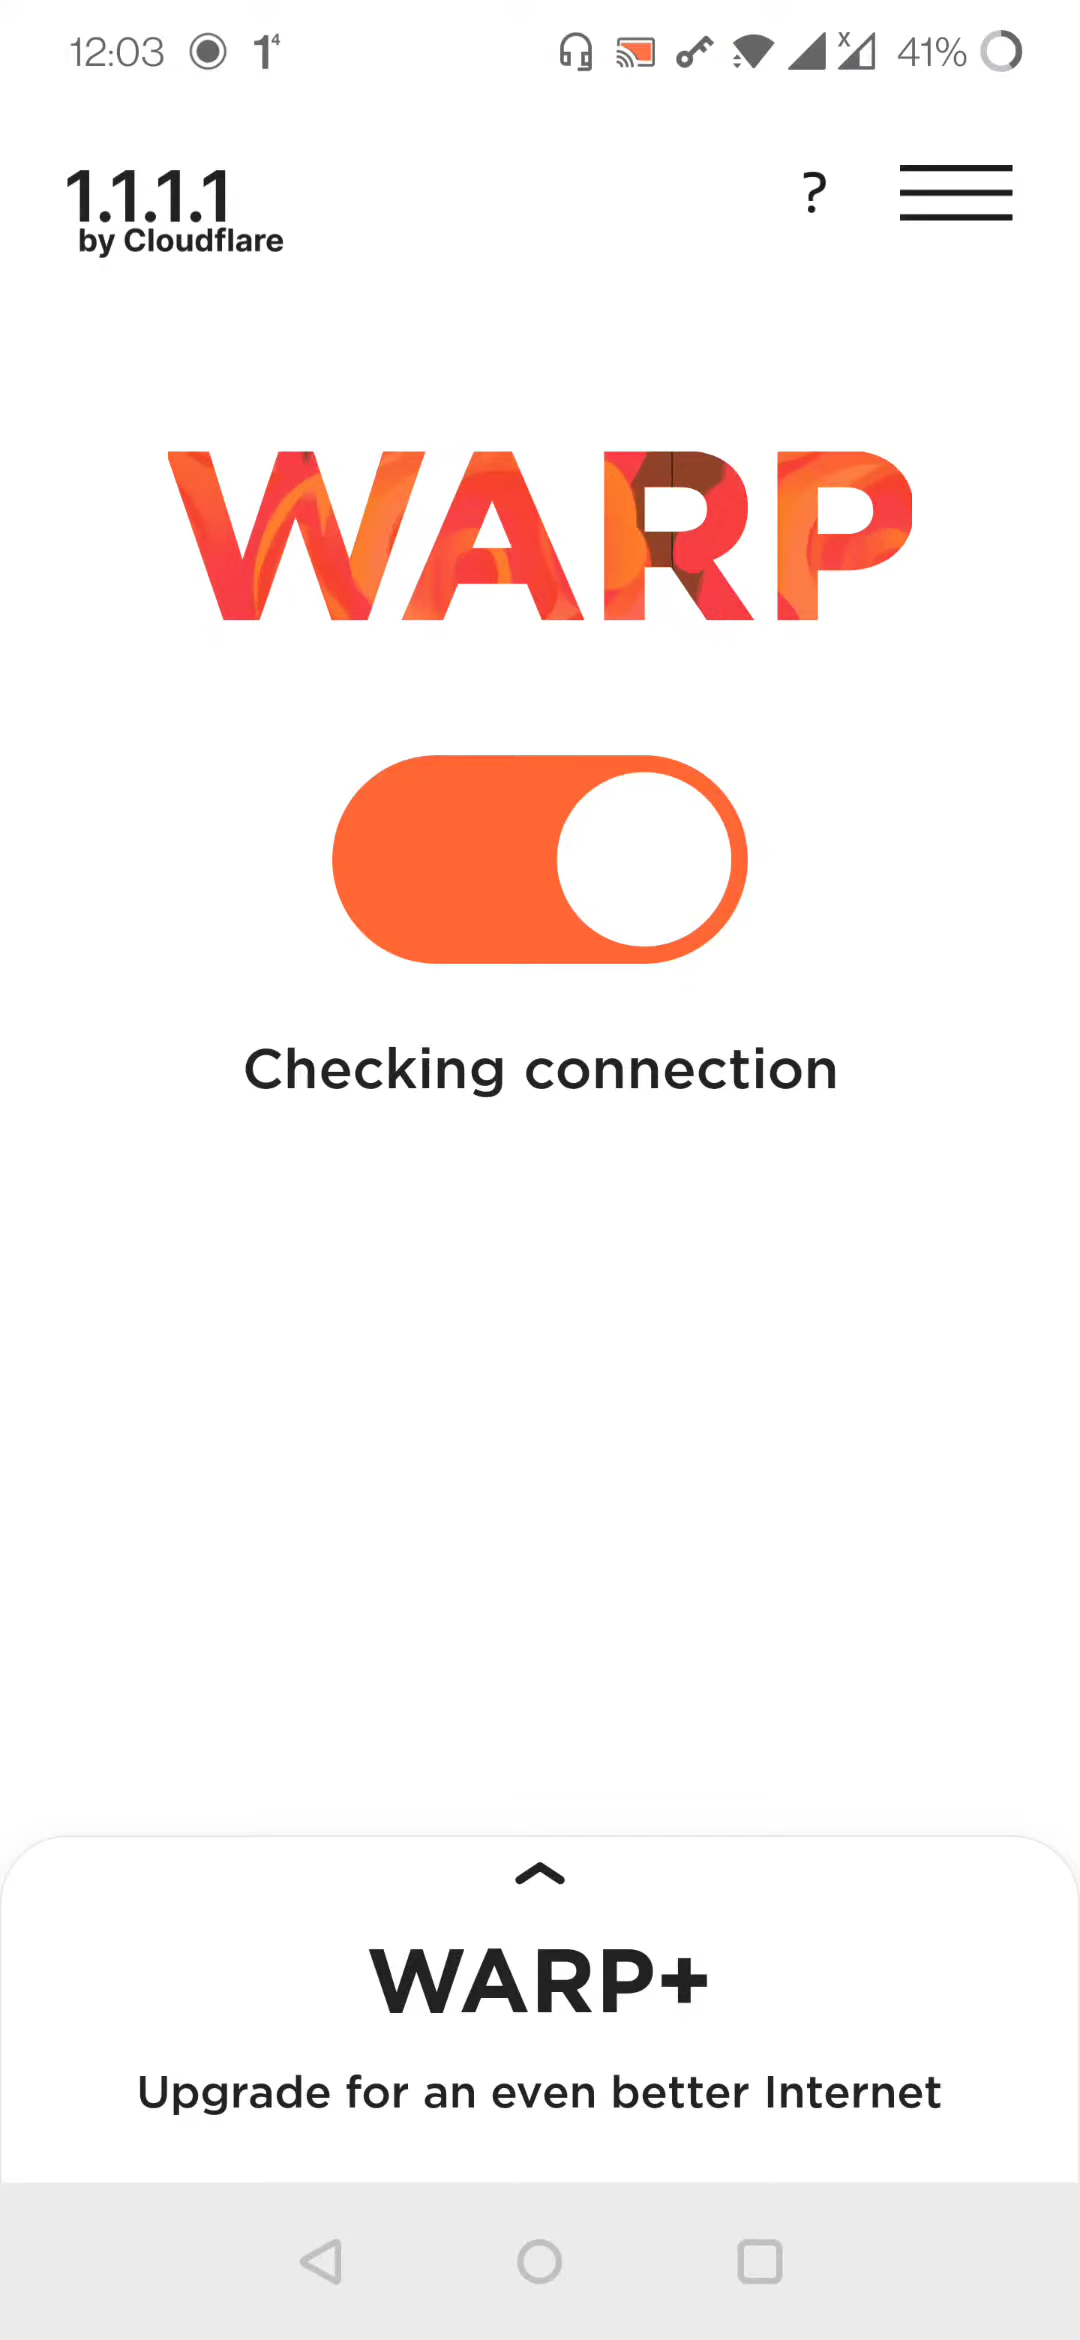 12:03 1⁴ x 41%
1.1.1.1 ?
by Cloudflare
WARP
Checking connection
WARP+
Upgrade for an even better Internet